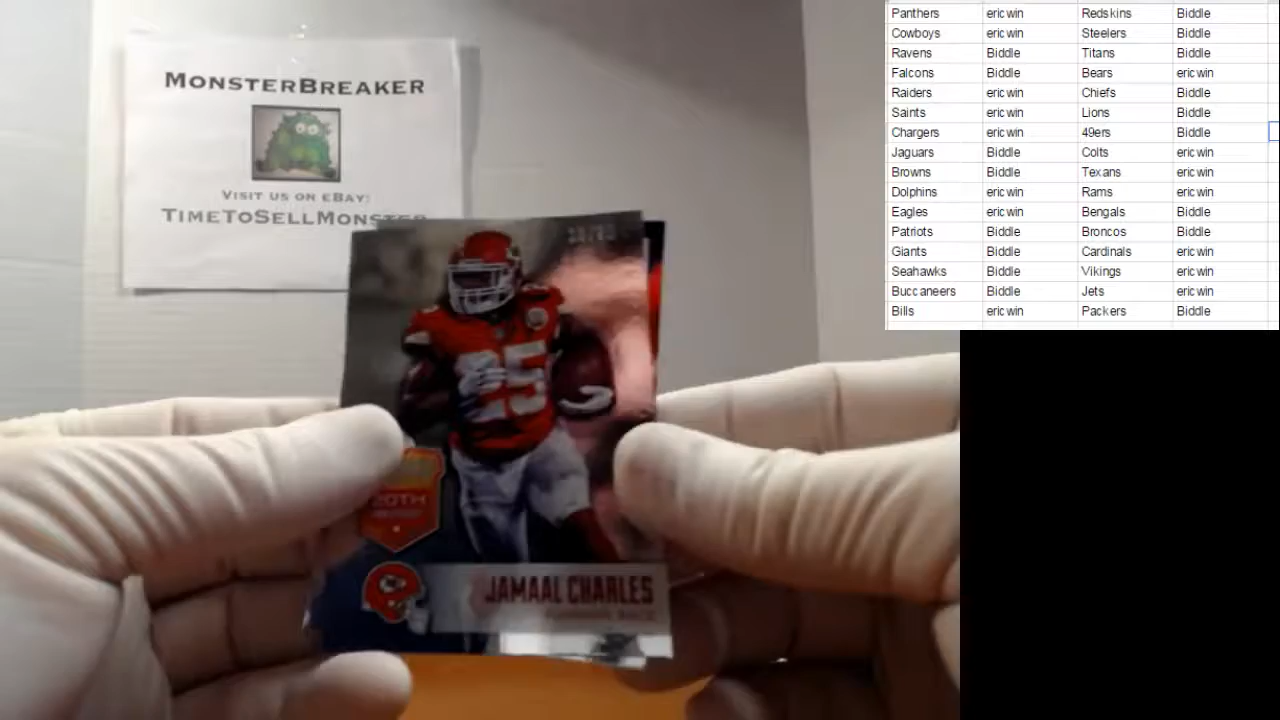 MONSTERBREAKER
VISIT US ON EBAY:
TIMETOSELLMONSTER
25
20TH
JAMAAL CHARLES
RUNNING BACK
Panthers eric win Redskins Biddle
Cowboys eric win Steelers Biddle
Ravens Biddle Titans Biddle
Falcons Biddle Bears eric win
Raiders eric win Chiefs Biddle
Saints eric win Lions Biddle
Chargers eric win 49ers Biddle
Jaguars Biddle Colts eric win
Browns Biddle Texans eric win
Dolphins eric win Rams eric win
Eagles eric win Bengals Biddle
Patriots Biddle Broncos Biddle
Giants Biddle Cardinals eric win
Seahawks Biddle Vikings eric win
Buccaneers Biddle Jets eric win
Bills eric win Packers Biddle